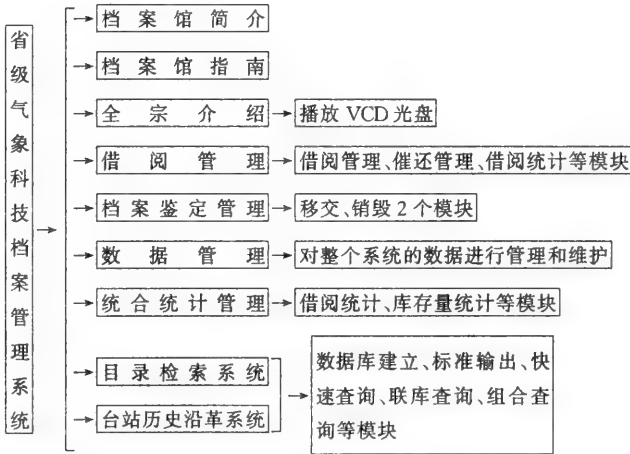 省级气象科技档案管理系统
档案馆简介
档案馆指南
全宗介绍
播放 VCD 光盘
借阅管理
借阅管理、催还管理、借阅统计等模块
档案鉴定管理
移交、销毁 2 个模块
数据管理
对整个系统的数据进行管理和维护
统合统计管理
借阅统计、库存量统计等模块
目录检索系统
台站历史沿革系统
数据库建立、标准输出、快
速查询、联库查询、组合查
询等模块